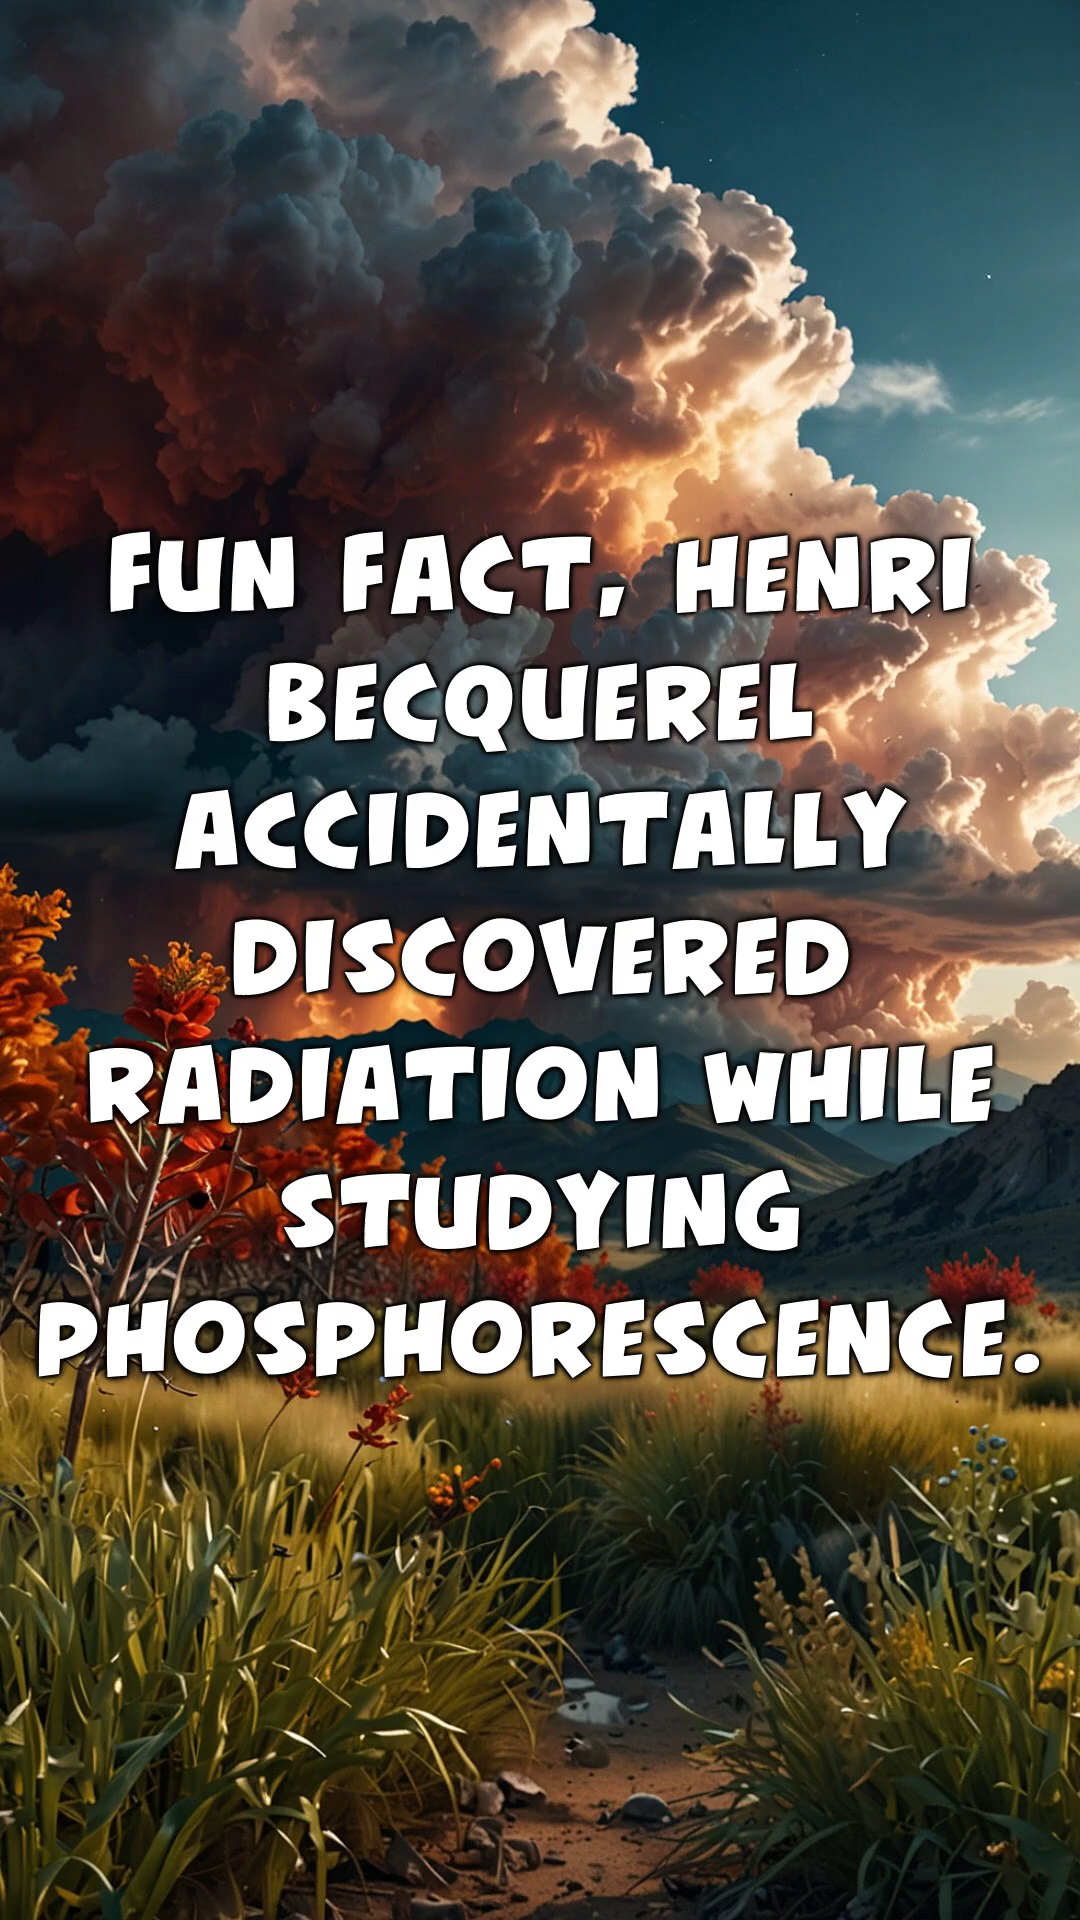 FUN FACT, HENRI
BECQUEREL
ACCIDENTALLY
DISCOVERED
RADIATION WHILE
STUDYING
PHOSPHORESCENCE.